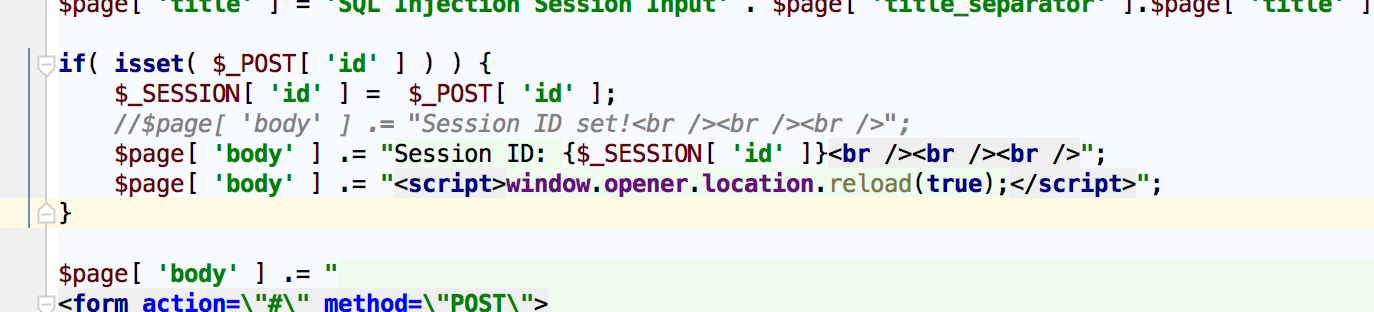 $page[ 'title' ] = 'SQL Injection Session Input' . $page[ 'title_separator' ].$page[ 'title' ]
if( isset( $_POST[ 'id' ] ) ) {
$_SESSION[ 'id' ] =  $_POST[ 'id' ];
//$page[ 'body' ] .= "Session ID set!<br /><br /><br />";
$page[ 'body' ] .= "Session ID: {$_SESSION[ 'id' ]}<br /><br /><br />";
$page[ 'body' ] .= "<script>window.opener.location.reload(true);</script>";
}
$page[ 'body' ] .= "
<form action=\"#\" method=\"POST\">